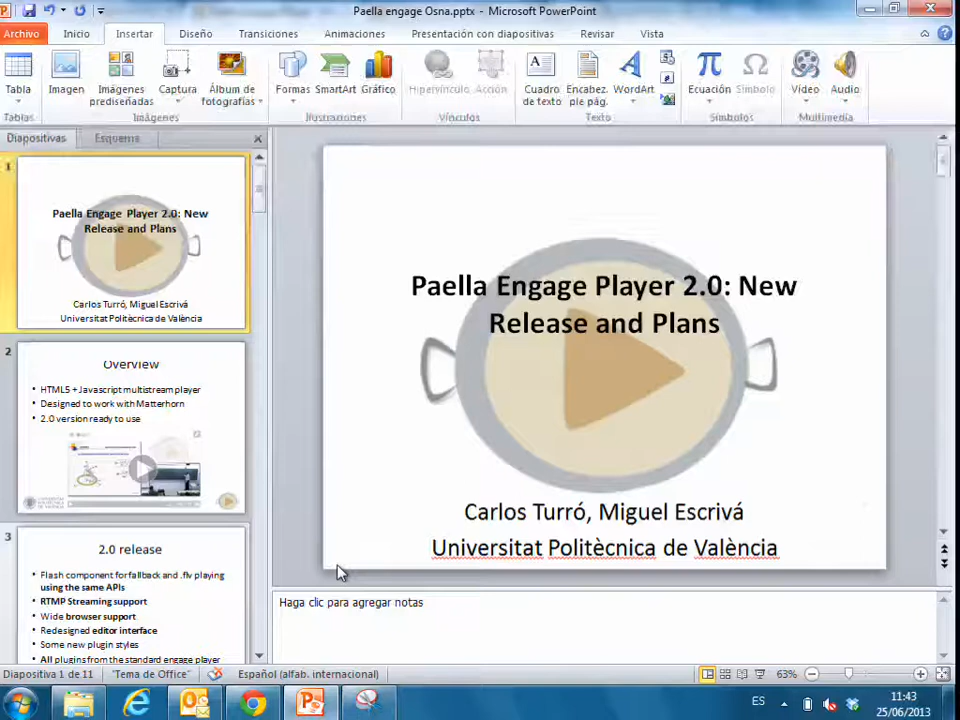 Paella engage Osna.pptx - Microsoft PowerPoint
Archivo Inicio Insertar Diseño Transiciones Animaciones Presentación con diapositivas Revisar Vista
Tabla Imagen Imágenes prediseñadas Captura Álbum de fotografías Formas SmartArt Gráfico Hipervínculo Acción Cuadro de texto Encabez. pie pág. WordArt Ecuación Símbolo Vídeo Audio
Tablas Imágenes Ilustraciones Vínculos Texto Símbolos Multimedia
Diapositivas Esquema
1
Paella Engage Player 2.0: New
Release and Plans
Carlos Turró, Miguel Escrivá
Universitat Politècnica de València
2
Overview
• HTML5 + Javascript multistream player
• Designed to work with Matterhorn
• 2.0 version ready to use
3
2.0 release
• Flash component for fallback and .flv playing
using the same APIs
• RTMP Streaming support
• Wide browser support
• Redesigned editor interface
• Some new plugin styles
• All plugins from the standard engage player
Paella Engage Player 2.0: New
Release and Plans
Carlos Turró, Miguel Escrivá
Universitat Politècnica de València
Haga clic para agregar notas
Diapositiva 1 de 11 "Tema de Office" Español (alfab. internacional) 63%
ES 11:43
25/06/2013